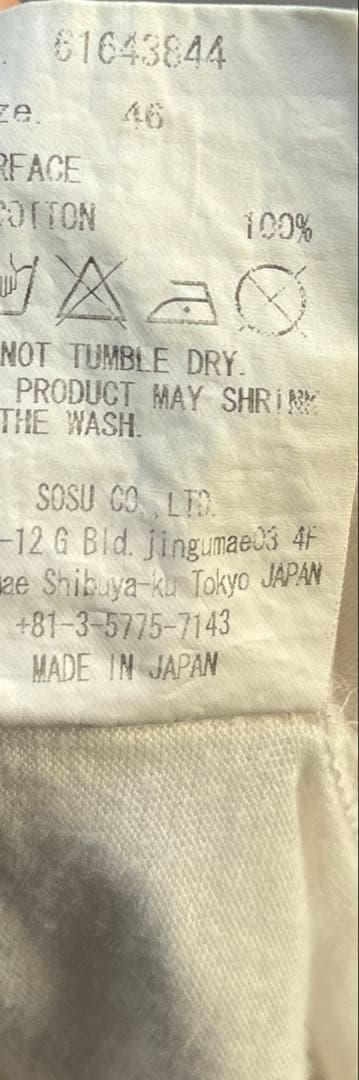 . 61643844
ze. 46
RFACE
COTTON 100%
NOT TUMBLE DRY.
PRODUCT MAY SHRINK
THE WASH.
SOSU CO.,LTD.
-12 G Bld. jingumae03 4F
ae Shibuya-ku Tokyo JAPAN
+81-3-5775-7143
MADE IN JAPAN